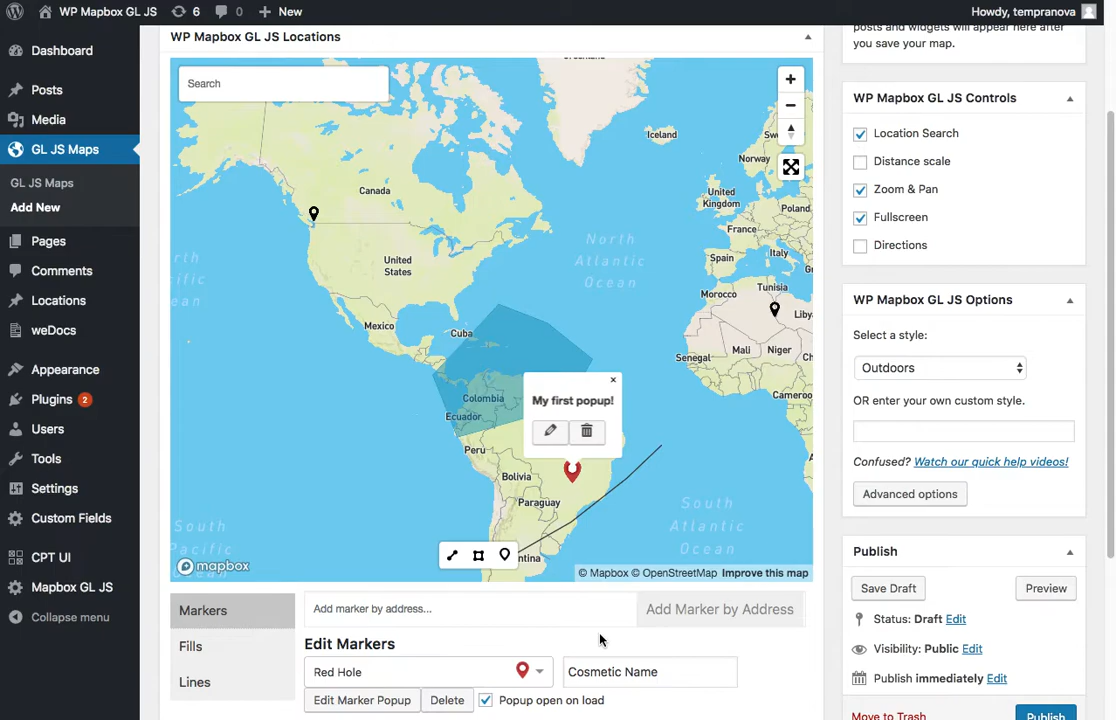 WP Mapbox GL JS
6
0
New
Howdy, tempranova
Dashboard
Posts
Media
GL JS Maps
GL JS Maps
Add New
Pages
Comments
Locations
weDocs
Appearance
Plugins 2
Users
Tools
Settings
Custom Fields
CPT UI
Mapbox GL JS
Collapse menu
WP Mapbox GL JS Locations
Search
Iceland
Norway
Canada
United
Kingdom
Poland
France
North
Atlantic
Ocean
United
States
Spain
Italy
Morocco
Tunisia
Mexico
Cuba
Senegal
Mali
Niger
My first popup!
Colombia
Ecuador
Peru
Bolivia
Paraguay
South
Atlantic
Ocean
South
Pacific
Ocean
ntina
mapbox
© Mapbox © OpenStreetMap Improve this map
Markers
Fills
Lines
Add marker by address...
Add Marker by Address
Edit Markers
Red Hole
Cosmetic Name
Edit Marker Popup
Delete
Popup open on load
posts and widgets will appear here after
you save your map.
WP Mapbox GL JS Controls
Location Search
Distance scale
Zoom & Pan
Fullscreen
Directions
WP Mapbox GL JS Options
Select a style:
Outdoors
OR enter your own custom style.
Confused? Watch our quick help videos!
Advanced options
Publish
Save Draft
Preview
Status: Draft Edit
Visibility: Public Edit
Publish immediately Edit
Move to Trash
Publish